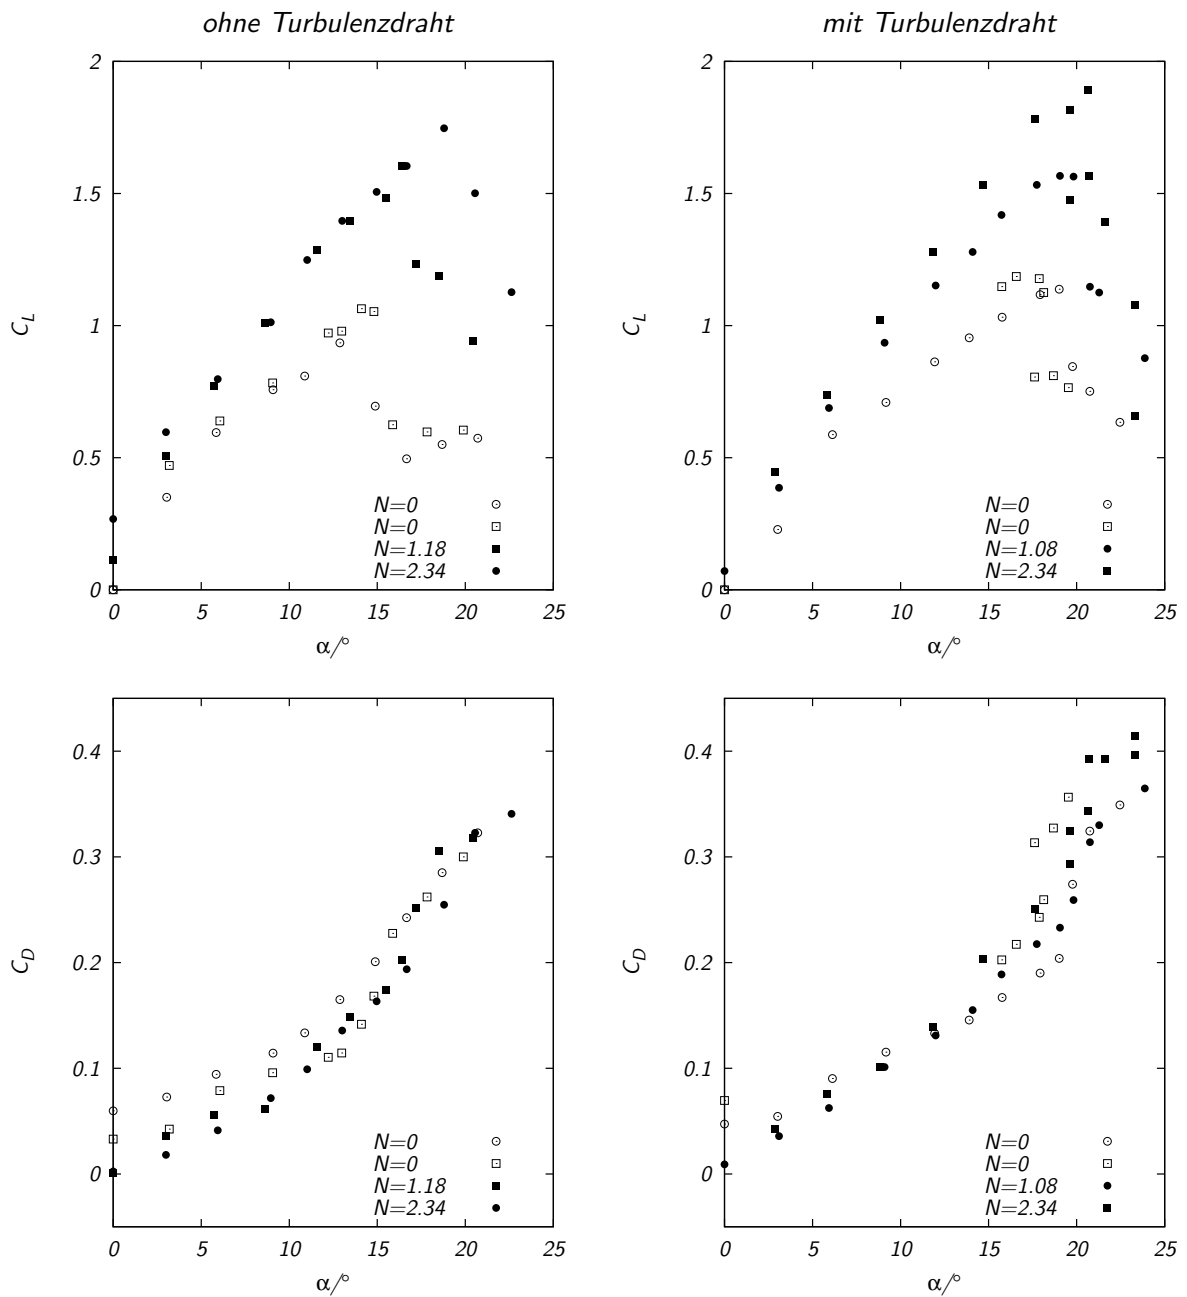 ohne Turbulenzdraht
mit Turbulenzdraht
2
1.5
1
0.5
0
C_L
N=0
N=0
N=1.18
N=2.34
0 5 10 15 20 25
α/°
2
1.5
1
0.5
0
C_L
N=0
N=0
N=1.08
N=2.34
0 5 10 15 20 25
α/°
0.4
0.3
0.2
0.1
0
C_D
N=0
N=0
N=1.18
N=2.34
0 5 10 15 20 25
α/°
0.4
0.3
0.2
0.1
0
C_D
N=0
N=0
N=1.08
N=2.34
0 5 10 15 20 25
α/°